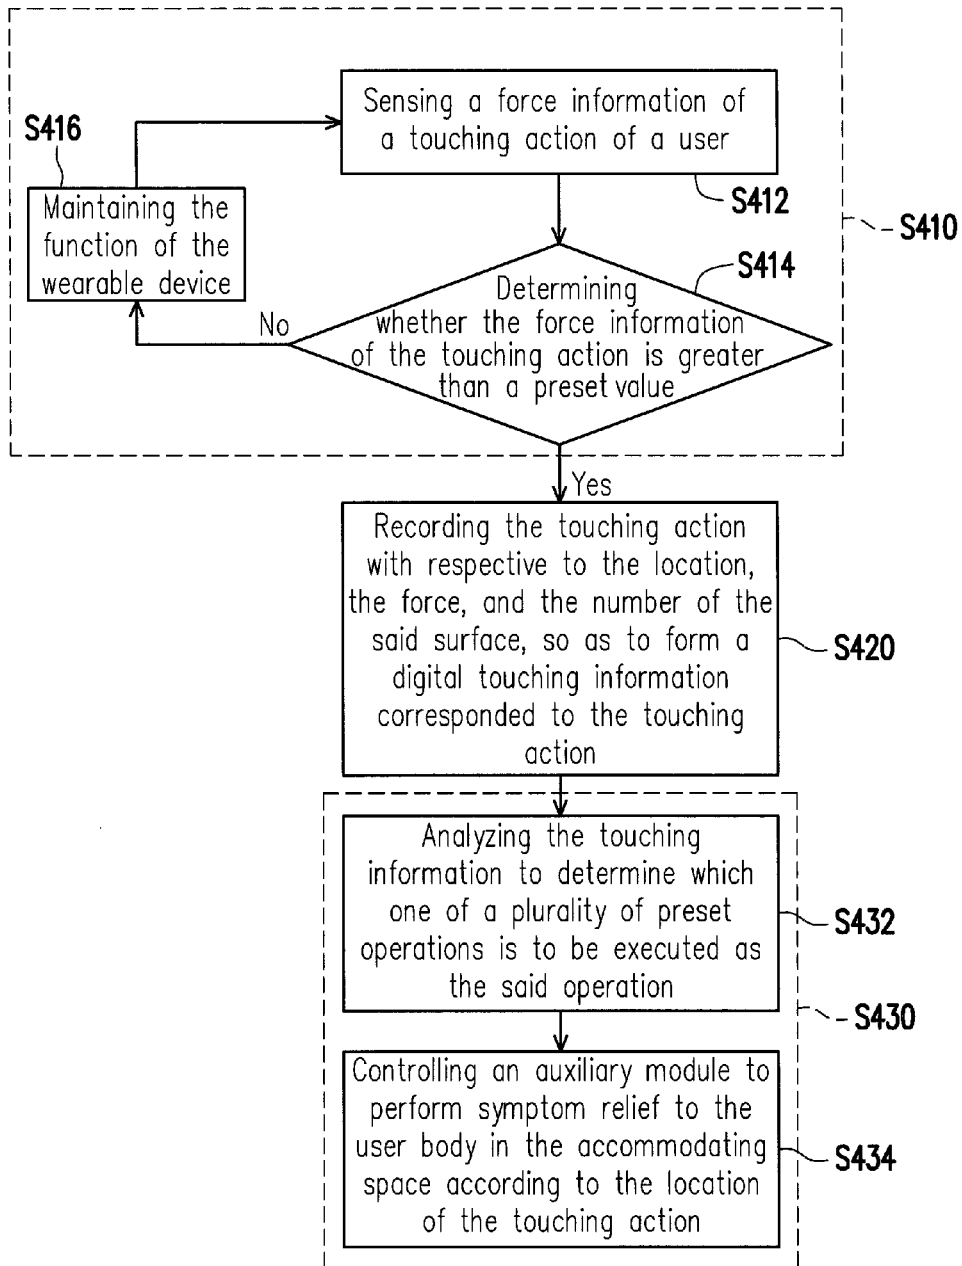 Sensing a force information of
a touching action of a user
S412
S416
Maintaining the
function of the
wearable device
S410
S414
Determining
whether the force information
of the touching action is greater
than a preset value
No
Yes
Recording the touching action
with respective to the location,
the force, and the number of the
said surface, so as to form a
digital touching information
corresponded to the touching
action
S420
Analyzing the touching
information to determine which
one of a plurality of preset
operations is to be executed as
the said operation
S432
S430
Controlling an auxiliary module to
perform symptom relief to the
user body in the accommodating
space according to the location
of the touching action
S434